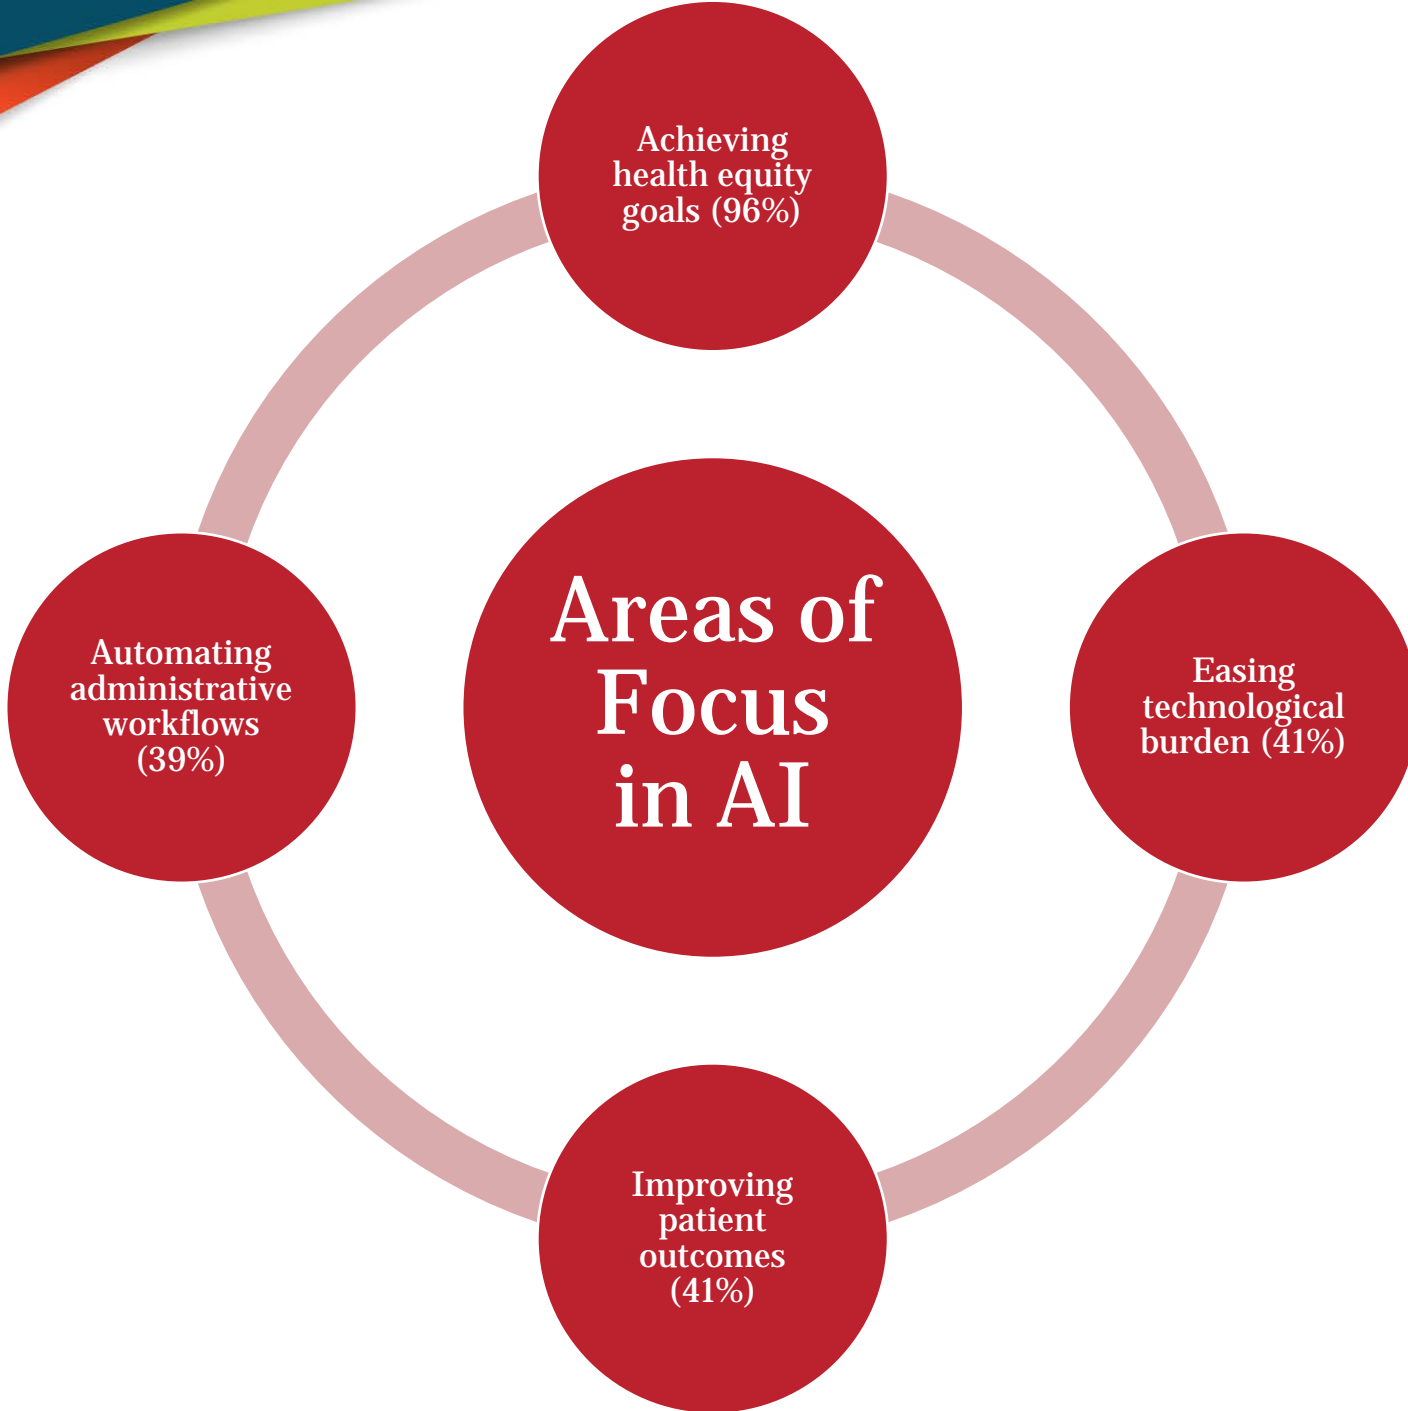 Achieving
health equity
goals (96%)
Areas of
Focus
in AI
Automating
administrative
workflows
(39%)
Easing
technological
burden (41%)
Improving
patient
outcomes
(41%)